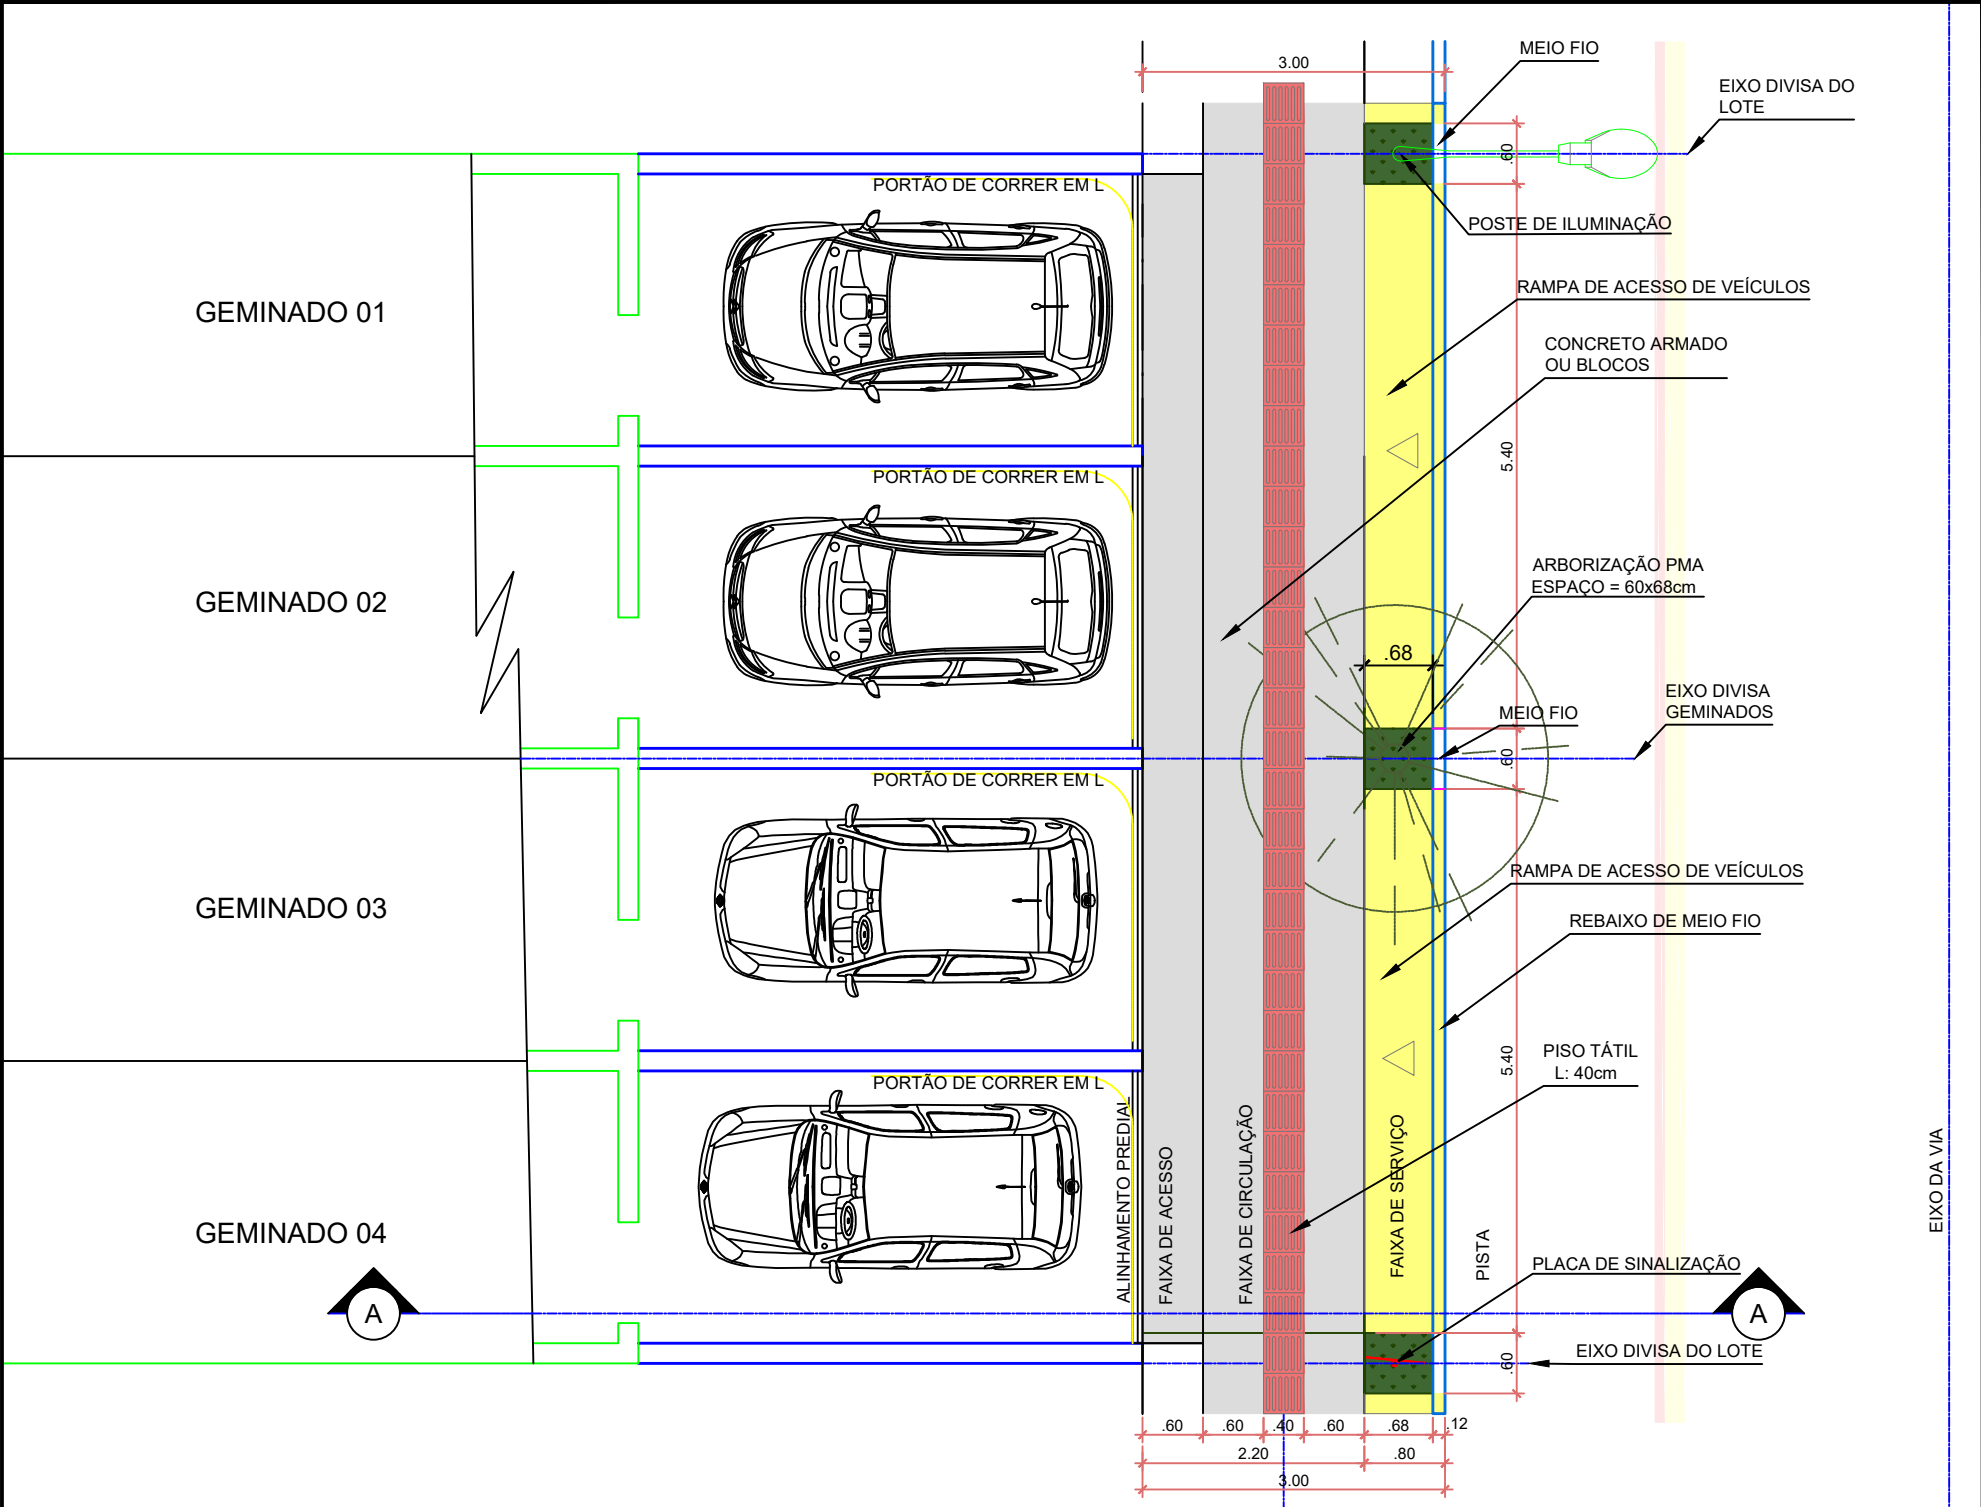 MEIO FIO
3.00
EIXO DIVISA DO
LOTE
.60
PORTÃO DE CORRER EM L
POSTE DE ILUMINAÇÃO
RAMPA DE ACESSO DE VEÍCULOS
GEMINADO 01
CONCRETO ARMADO
OU BLOCOS
5.40
PORTÃO DE CORRER EM L
ARBORIZAÇÃO PMA
ESPAÇO = 60x68cm
GEMINADO 02
.68
EIXO DIVISA
GEMINADOS
MEIO FIO
.60
PORTÃO DE CORRER EM L
RAMPA DE ACESSO DE VEÍCULOS
GEMINADO 03
REBAIXO DE MEIO FIO
5.40
PISO TÁTIL
L: 40cm
PORTÃO DE CORRER EM L
ALINHAMENTO PREDIAL
FAIXA DE ACESSO
FAIXA DE CIRCULAÇÃO
FAIXA DE SERVIÇO
PISTA
EIXO DA VIA
GEMINADO 04
PLACA DE SINALIZAÇÃO
A
A
EIXO DIVISA DO LOTE
.60
.60
.60
.40
.60
.68
.12
2.20
.80
3.00